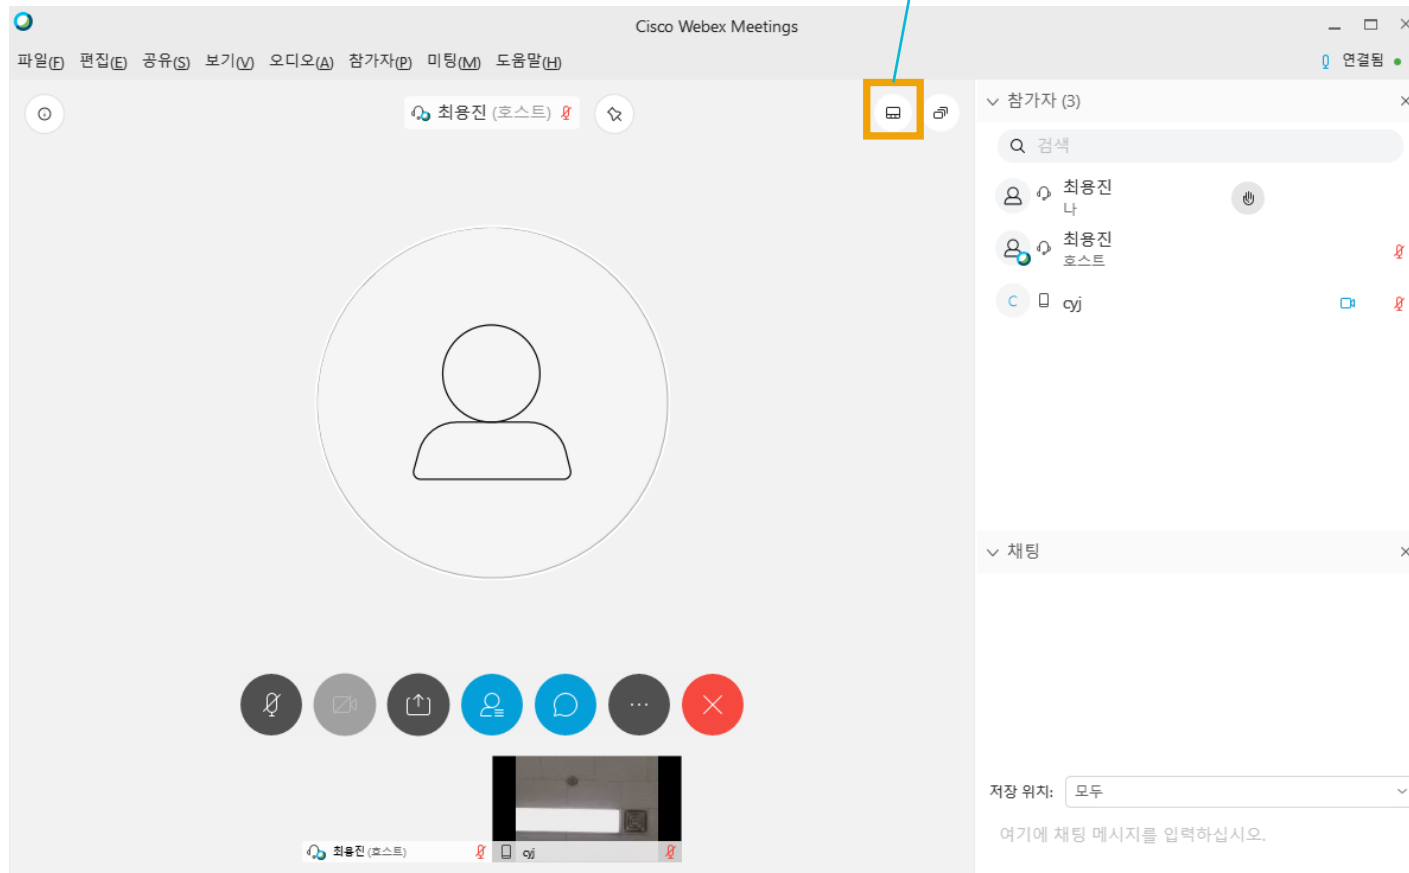 Cisco Webex Meetings
파일(F) 편집(E) 공유(S) 보기(V) 오디오(A) 참가자(P) 미팅(M) 도움말(H)
연결됨
최용진 (호스트)
참가자 (3)
검색
최용진
나
최용진
호스트
C cyj
채팅
저장 위치: 모두
여기에 채팅 메시지를 입력하십시오.
최용진 (호스트)
cyj